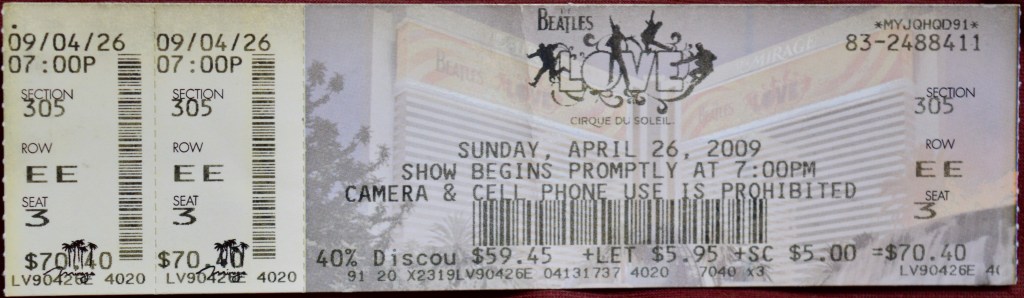 09/04/26
07:00P
SECTION
305
ROW
EE
SEAT
3
$70.40
LV90426E 4020
09/04/26
07:00P
SECTION
305
ROW
EE
SEAT
3
$70.40
LV90426E 4020
THE BEATLES
LOVE
CIRQUE DU SOLEIL
MIRAGE
SUNDAY, APRIL 26, 2009
SHOW BEGINS PROMPTLY AT 7:00PM
CAMERA & CELL PHONE USE IS PROHIBITED
40% Discou $59.45 +LET $5.95 +SC $5.00 =$70.40
91 20 X2319LV90426E 04131737 4020 7040 x3
*MYJQHQD91*
83-2488411
SECTION
305
ROW
EE
SEAT
3
LV90426E 4